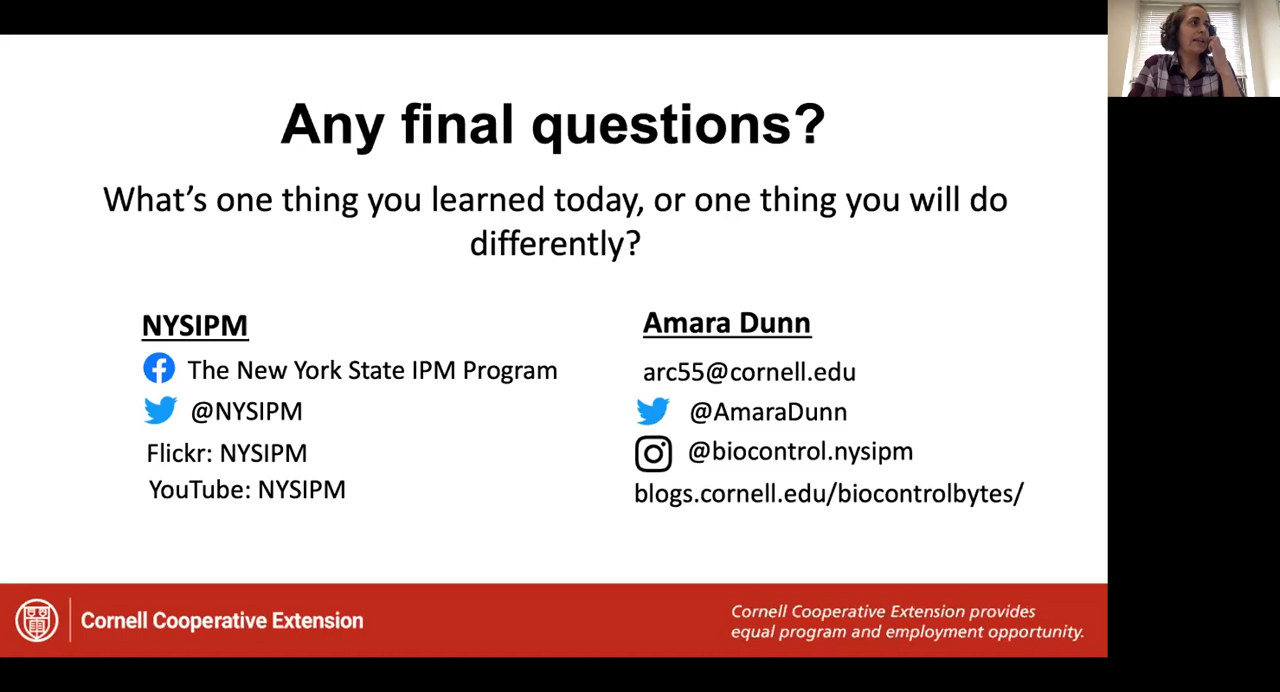 Any final questions?
What's one thing you learned today, or one thing you will do
differently?
NYSIPM
The New York State IPM Program
@NYSIPM
Flickr: NYSIPM
YouTube: NYSIPM
Amara Dunn
arc55@cornell.edu
@AmaraDunn
@biocontrol.nysipm
blogs.cornell.edu/biocontrolbytes/
Cornell Cooperative Extension
Cornell Cooperative Extension provides
equal program and employment opportunity.